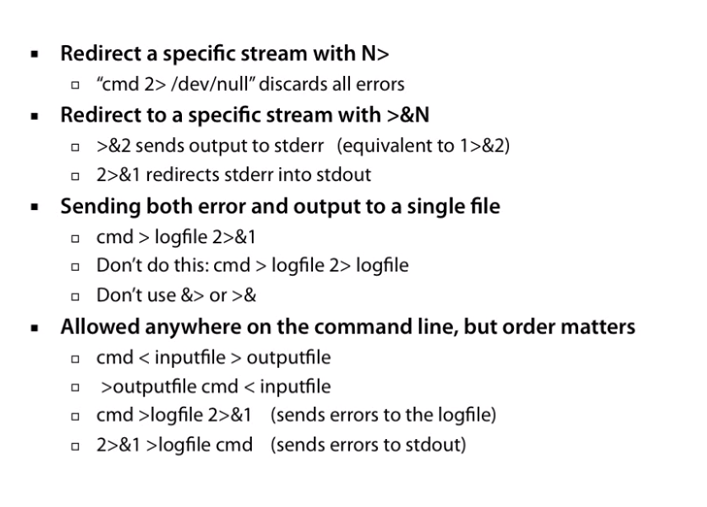 Redirect a specific stream with N>
“cmd 2> /dev/null” discards all errors
Redirect to a specific stream with >&N
>&2 sends output to stderr (equivalent to 1>&2)
2>&1 redirects stderr into stdout
Sending both error and output to a single file
cmd > logfile 2>&1
Don’t do this: cmd > logfile 2> logfile
Don’t use &> or >&
Allowed anywhere on the command line, but order matters
cmd < inputfile > outputfile
>outputfile cmd < inputfile
cmd >logfile 2>&1 (sends errors to the logfile)
2>&1 >logfile cmd (sends errors to stdout)